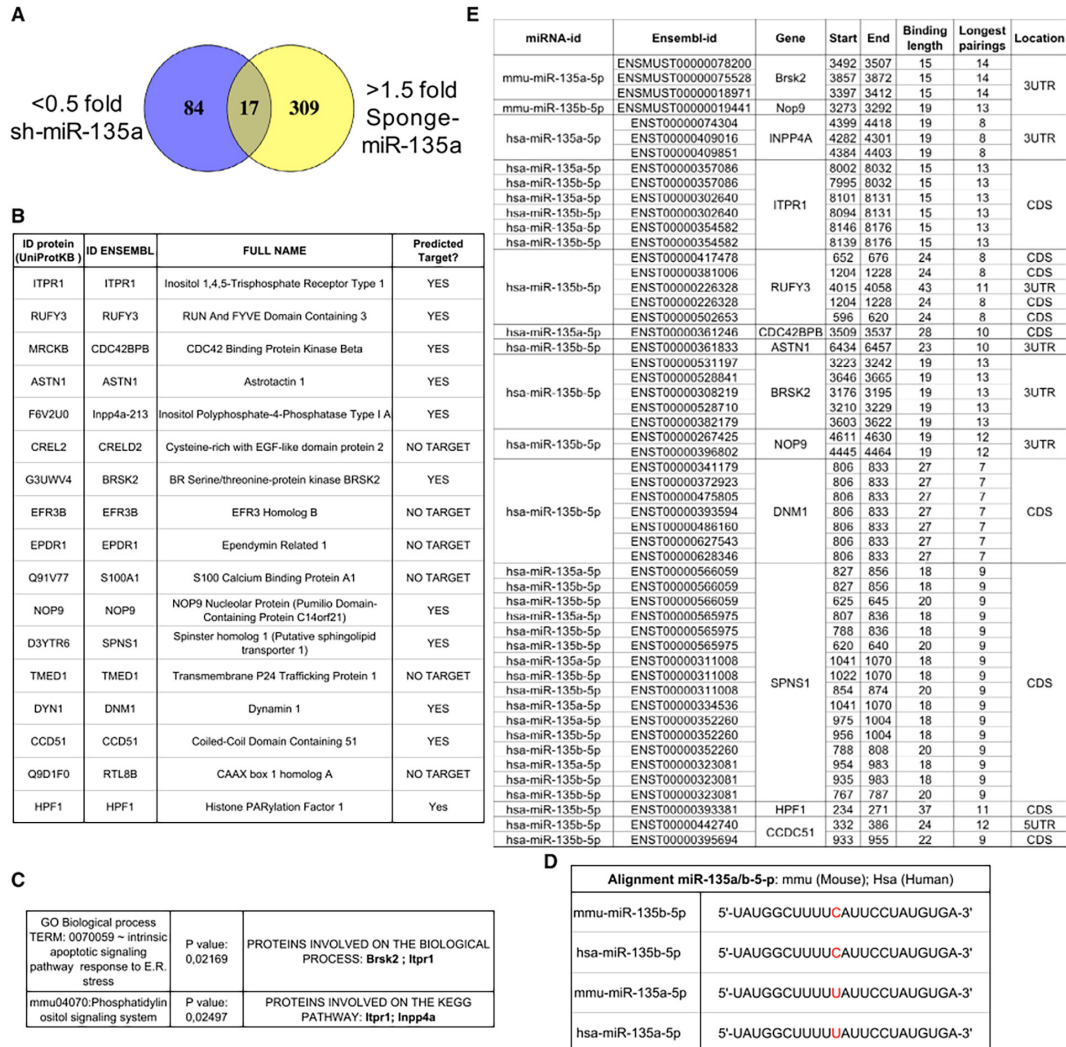 A
<0.5 fold
sh-miR-135a
84
17
309
>1.5 fold
Sponge-
miR-135a
B
ID protein (UniProtKB ) ID ENSEMBL FULL NAME Predicted Target?
ITPR1 ITPR1 Inositol 1,4,5-Trisphosphate Receptor Type 1 YES
RUFY3 RUFY3 RUN And FYVE Domain Containing 3 YES
MRCKB CDC42BPB CDC42 Binding Protein Kinase Beta YES
ASTN1 ASTN1 Astrotactin 1 YES
F6V2U0 Inpp4a-213 Inositol Polyphosphate-4-Phosphatase Type I A YES
CREL2 CRELD2 Cysteine-rich with EGF-like domain protein 2 NO TARGET
G3UWV4 BRSK2 BR Serine/threonine-protein kinase BRSK2 YES
EFR3B EFR3B EFR3 Homolog B NO TARGET
EPDR1 EPDR1 Ependymin Related 1 NO TARGET
Q91V77 S100A1 S100 Calcium Binding Protein A1 NO TARGET
NOP9 NOP9 NOP9 Nucleolar Protein (Pumilio Domain-
Containing Protein C14orf21) YES
D3YTR6 SPNS1 Spinster homolog 1 (Putative sphingolipid
transporter 1) YES
TMED1 TMED1 Transmembrane P24 Trafficking Protein 1 NO TARGET
DYN1 DNM1 Dynamin 1 YES
CCD51 CCD51 Coiled-Coil Domain Containing 51 YES
Q9D1F0 RTL8B CAAX box 1 homolog A NO TARGET
HPF1 HPF1 Histone PARylation Factor 1 Yes
C
GO Biological process
TERM: 0070059 ~ intrinsic
apoptotic signaling
pathway response to E.R.
stress
P value:
0,02169
PROTEINS INVOLVED ON THE BIOLOGICAL
PROCESS: Brsk2 ; Itpr1
mmu04070:Phosphatidylin
ositol signaling system
P value:
0,02497
PROTEINS INVOLVED ON THE KEGG
PATHWAY: Itpr1; Inpp4a
E
miRNA-id Ensembl-id Gene Start End Binding length Longest pairings Location
mmu-miR-135a-5p ENSMUST00000078200 Brsk2 3492 3507 15 14 3UTR
ENSMUST00000075528 3857 3872 15 14
ENSMUST00000018971 3397 3412 15 14
mmu-miR-135b-5p ENSMUST00000019441 Nop9 3273 3292 19 13
hsa-miR-135a-5p ENST00000074304 INPP4A 4399 4418 19 8 3UTR
ENST00000409016 4282 4301 19 8
ENST00000409851 4384 4403 19 8
hsa-miR-135a-5p ENST00000357086 ITPR1 8002 8032 15 13 CDS
hsa-miR-135b-5p ENST00000357086 7995 8032 15 13
hsa-miR-135a-5p ENST00000302640 8101 8131 15 13
hsa-miR-135b-5p ENST00000302640 8094 8131 15 13
hsa-miR-135a-5p ENST00000354582 8146 8176 15 13
hsa-miR-135b-5p ENST00000354582 8139 8176 15 13
hsa-miR-135b-5p ENST00000417478 RUFY3 652 676 24 8 CDS
ENST00000381006 1204 1228 24 8 CDS
ENST00000226328 4015 4058 43 11 3UTR
ENST00000226328 1204 1228 24 8 CDS
ENST00000502653 596 620 24 8 CDS
hsa-miR-135a-5p ENST00000361246 CDC42BPB 3509 3537 28 10 CDS
hsa-miR-135b-5p ENST00000361833 ASTN1 6434 6457 23 10 3UTR
hsa-miR-135b-5p ENST00000531197 BRSK2 3223 3242 19 13 3UTR
ENST00000528841 3646 3665 19 13
ENST00000308219 3176 3195 19 13
ENST00000528710 3210 3229 19 13
ENST00000382179 3603 3622 19 13
hsa-miR-135b-5p ENST00000267425 NOP9 4611 4630 19 12 3UTR
ENST00000396802 4445 4464 19 12
hsa-miR-135b-5p ENST00000341179 DNM1 806 833 27 7 CDS
ENST00000372923 806 833 27 7
ENST00000475805 806 833 27 7
ENST00000393594 806 833 27 7
ENST00000486160 806 833 27 7
ENST00000627543 806 833 27 7
ENST00000628346 806 833 27 7
hsa-miR-135a-5p ENST00000566059 SPNS1 827 856 18 9 CDS
hsa-miR-135b-5p ENST00000566059 827 856 18 9
hsa-miR-135b-5p ENST00000566059 625 645 20 9
hsa-miR-135a-5p ENST00000565975 807 836 18 9
hsa-miR-135b-5p ENST00000565975 788 836 18 9
hsa-miR-135b-5p ENST00000565975 620 640 20 9
hsa-miR-135a-5p ENST00000311008 1041 1070 18 9
hsa-miR-135b-5p ENST00000311008 1022 1070 18 9
hsa-miR-135b-5p ENST00000311008 854 874 20 9
hsa-miR-135a-5p ENST00000334536 1041 1070 18 9
hsa-miR-135a-5p ENST00000352260 975 1004 18 9
hsa-miR-135b-5p ENST00000352260 956 1004 18 9
hsa-miR-135b-5p ENST00000352260 788 808 20 9
hsa-miR-135a-5p ENST00000323081 954 983 18 9
hsa-miR-135b-5p ENST00000323081 935 983 18 9
hsa-miR-135b-5p ENST00000323081 767 787 20 9
hsa-miR-135b-5p ENST00000393381 HPF1 234 271 37 11 CDS
hsa-miR-135b-5p ENST00000442740 CCDC51 332 386 24 12 5UTR
hsa-miR-135b-5p ENST00000395694 933 955 22 9 CDS
D
Alignment miR-135a/b-5-p: mmu (Mouse); Hsa (Human)
mmu-miR-135b-5p 5'-UAUGGCUUUUCAUUCCUAUGUGA-3'
hsa-miR-135b-5p 5'-UAUGGCUUUUCAUUCCUAUGUGA-3'
mmu-miR-135a-5p 5'-UAUGGCUUUUUAUUCCUAUGUGA-3'
hsa-miR-135a-5p 5'-UAUGGCUUUUUAUUCCUAUGUGA-3'